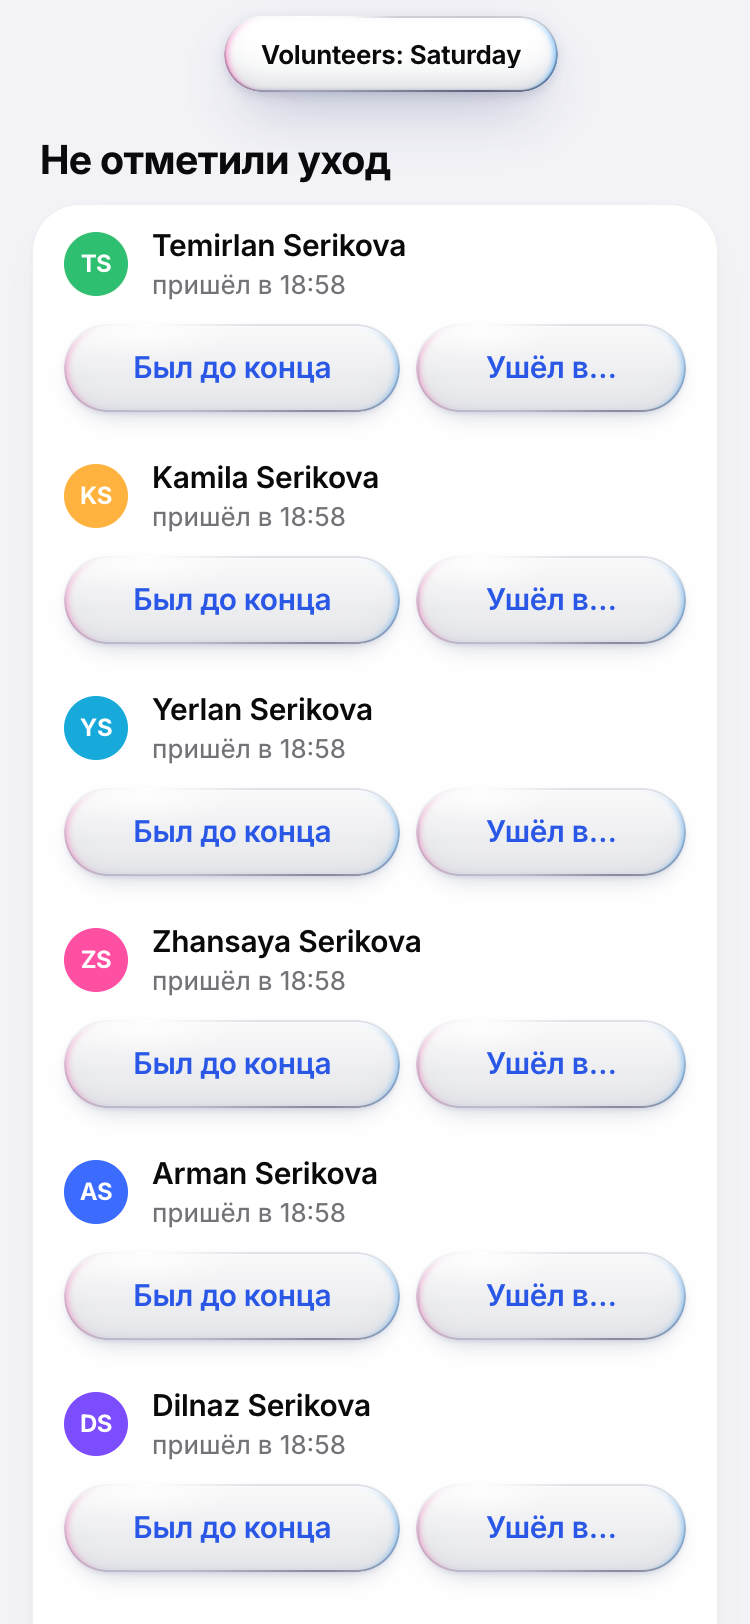 Volunteers: Saturday
Не отметили уход
TS
Temirlan Serikova
пришёл в 18:58
Был до конца
Ушёл в...
KS
Kamila Serikova
пришёл в 18:58
Был до конца
Ушёл в...
YS
Yerlan Serikova
пришёл в 18:58
Был до конца
Ушёл в...
ZS
Zhansaya Serikova
пришёл в 18:58
Был до конца
Ушёл в...
AS
Arman Serikova
пришёл в 18:58
Был до конца
Ушёл в...
DS
Dilnaz Serikova
пришёл в 18:58
Был до конца
Ушёл в...